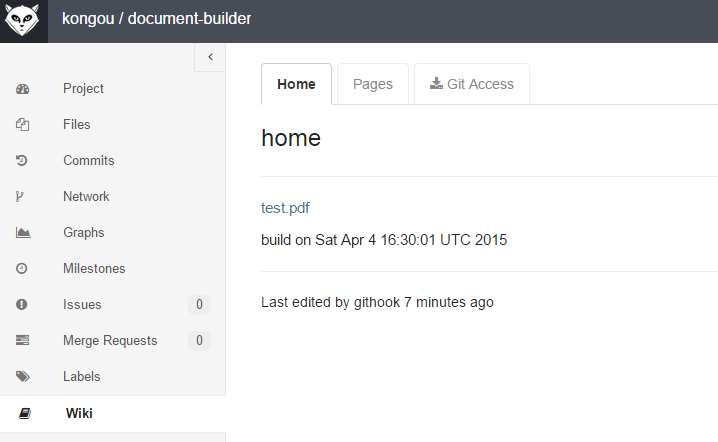 kongou / document-builder
Project
Files
Commits
Network
Graphs
Milestones
Issues 0
Merge Requests 0
Labels
Wiki
Home Pages Git Access
home
test.pdf
build on Sat Apr 4 16:30:01 UTC 2015
Last edited by githook 7 minutes ago